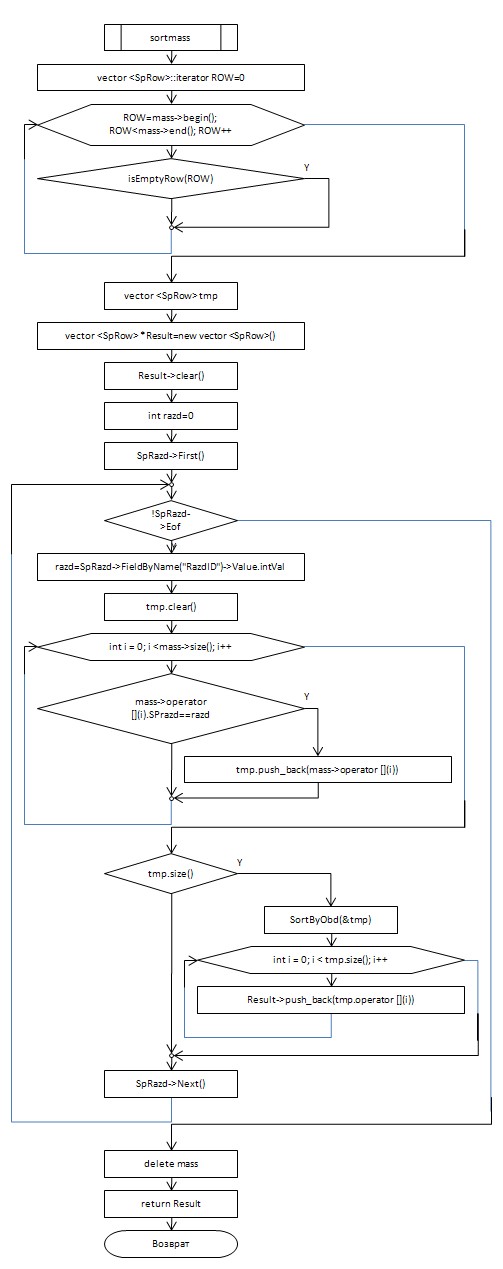 sortmass
vector <SpRow>::iterator ROW=0
ROW=mass->begin();
ROW<mass->end(); ROW++
isEmptyRow(ROW)
Y
vector <SpRow> tmp
vector <SpRow> *Result=new vector <SpRow>()
Result->clear()
int razd=0
SpRazd->First()
!SpRazd-
>Eof
Y
razd=SpRazd->FieldByName("RazdID")->Value.intVal
tmp.clear()
int i = 0; i <mass->size(); i++
mass->operator
[](i).SPrazd==razd
Y
tmp.push_back(mass->operator [](i))
tmp.size()
Y
SortByObd(&tmp)
int i = 0; i < tmp.size(); i++
Result->push_back(tmp.operator [](i))
SpRazd->Next()
delete mass
return Result
Возврат